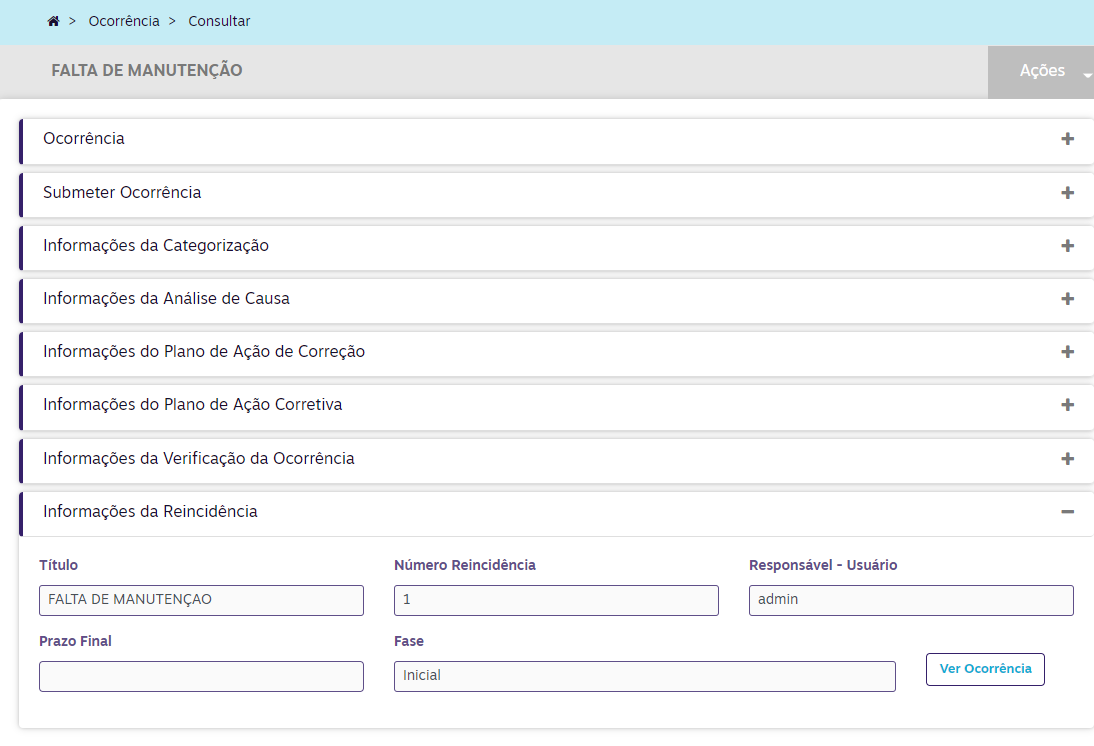 > Ocorrência > Consultar
FALTA DE MANUTENÇÃO
Ações
Ocorrência
Submeter Ocorrência
Informações da Categorização
Informações da Análise de Causa
Informações do Plano de Ação de Correção
Informações do Plano de Ação Corretiva
Informações da Verificação da Ocorrência
Informações da Reincidência
Título Número Reincidência Responsável - Usuário
FALTA DE MANUTENÇAO 1 admin
Prazo Final Fase
Inicial Ver Ocorrência